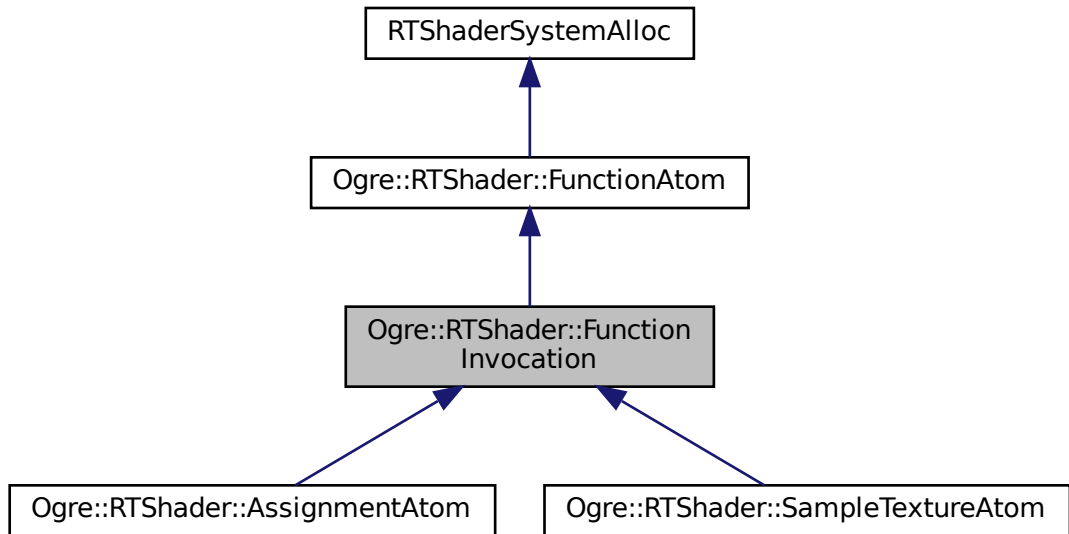 RTShaderSystemAlloc
Ogre::RTShader::FunctionAtom
Ogre::RTShader::Function
Invocation
Ogre::RTShader::AssignmentAtom
Ogre::RTShader::SampleTextureAtom